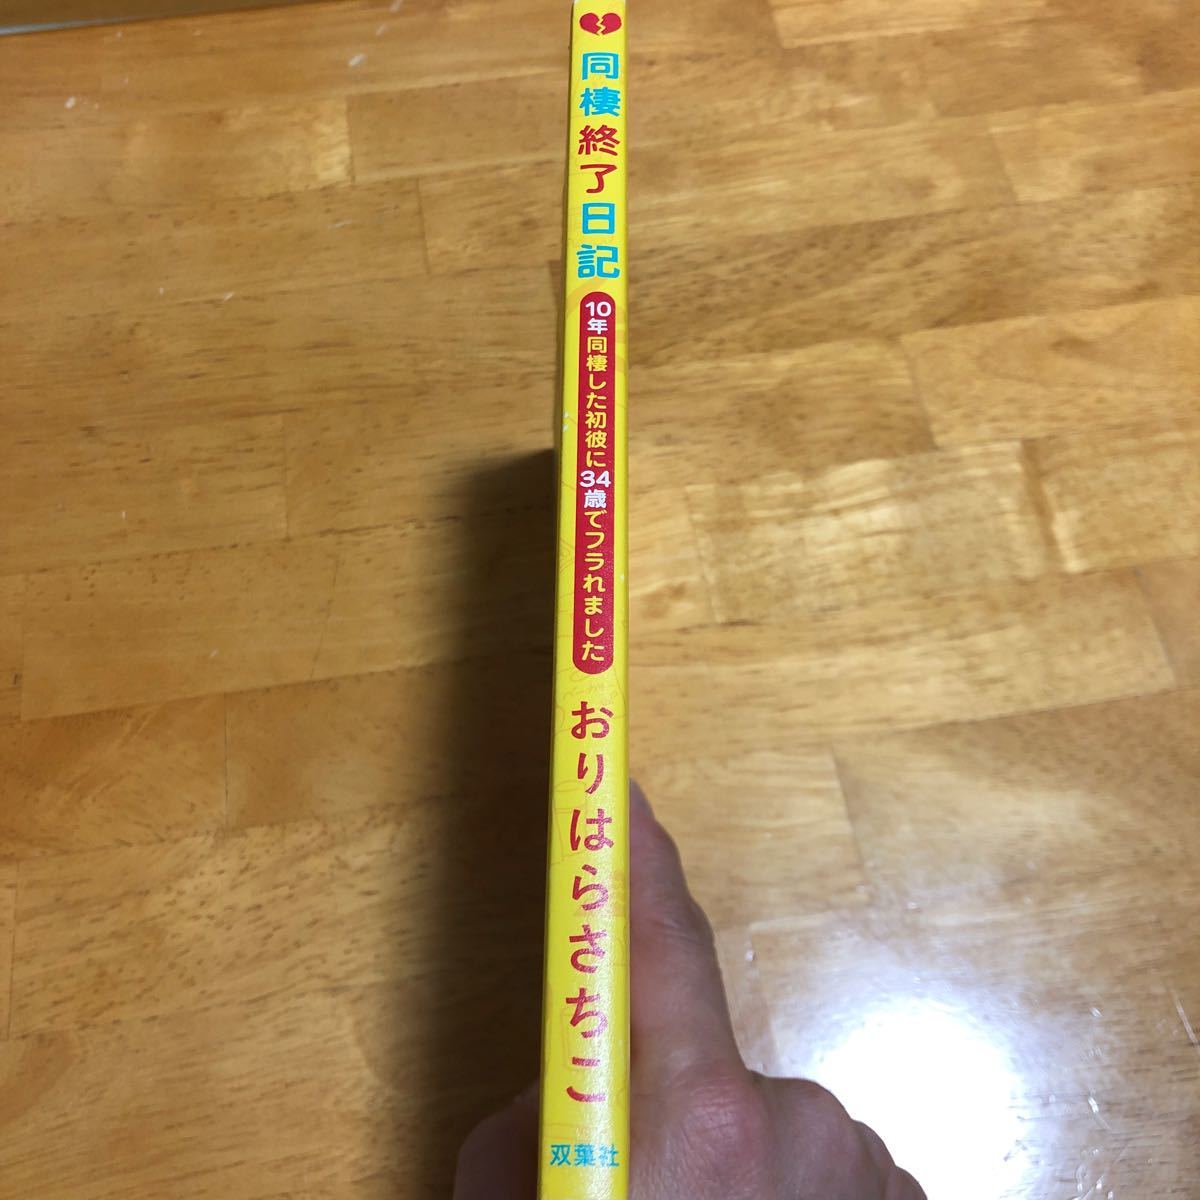 同棲終了日記
10年同棲した初彼に34歳でフラれました
おりはらさちこ
双葉社